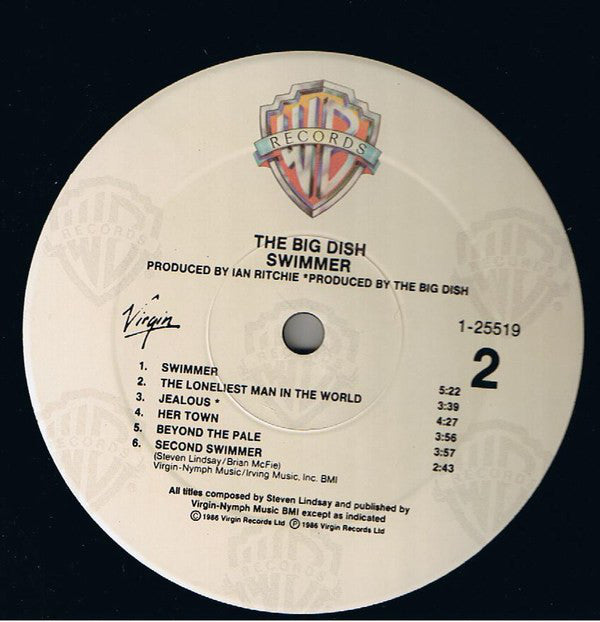 WB
RECORDS
THE BIG DISH
SWIMMER
PRODUCED BY IAN RITCHIE *PRODUCED BY THE BIG DISH
Virgin
1-25519
2
1. SWIMMER 5:22
2. THE LONELIEST MAN IN THE WORLD 3:39
3. JEALOUS * 4:27
4. HER TOWN 3:56
5. BEYOND THE PALE 3:57
6. SECOND SWIMMER 2:43
(Steven Lindsay/Brian McFie)
Virgin-Nymph Music/Irving Music, Inc. BMI
All titles composed by Steven Lindsay and published by
Virgin-Nymph Music BMI except as indicated
© 1986 Virgin Records Ltd ℗ 1986 Virgin Records Ltd